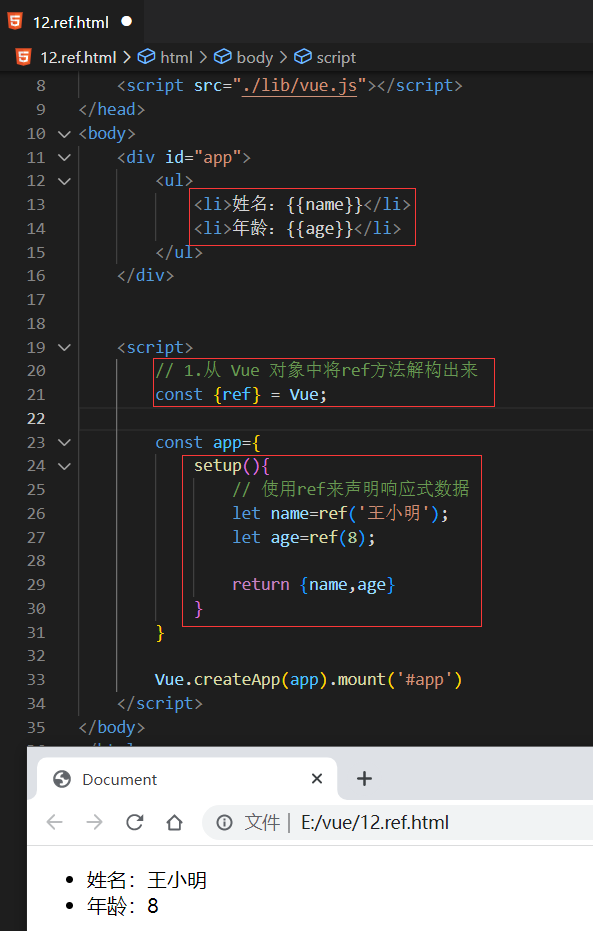 12.ref.html
12.ref.html > html > body > script
8 <script src="./lib/vue.js"></script>
9 </head>
10 <body>
11 <div id="app">
12 <ul>
13 <li>姓名：{{name}}</li>
14 <li>年龄：{{age}}</li>
15 </ul>
16 </div>
17
18
19 <script>
20 // 1.从 Vue 对象中将ref方法解构出来
21 const {ref} = Vue;
22
23 const app={
24 setup(){
25 // 使用ref来声明响应式数据
26 let name=ref('王小明');
27 let age=ref(8);
28
29 return {name,age}
30 }
31 }
32
33 Vue.createApp(app).mount('#app')
34 </script>
35 </body>
Document
文件 | E:/vue/12.ref.html
• 姓名：王小明
• 年龄：8